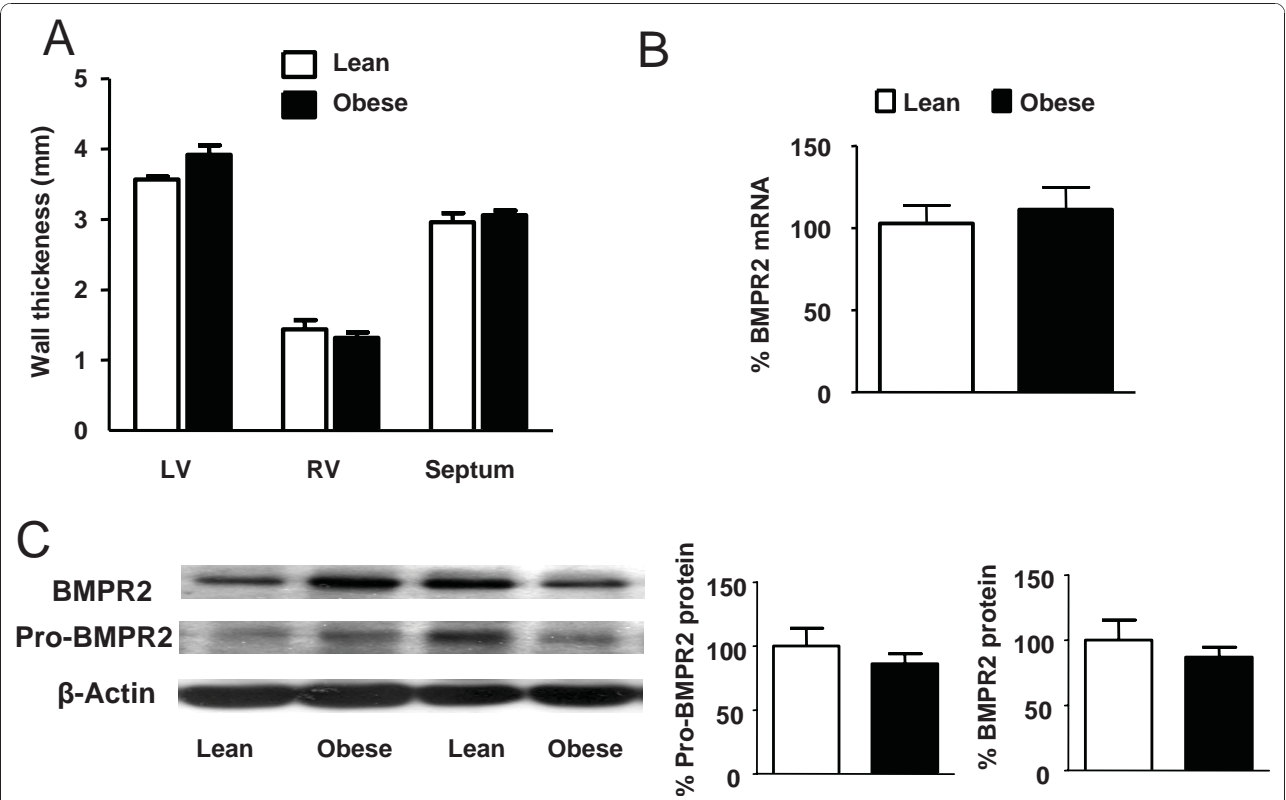 A
Lean
Obese
5
4
3
2
1
0
Wall thickeness (mm)
LV RV Septum
B
Lean Obese
150
100
50
0
% BMPR2 mRNA
C
BMPR2
Pro-BMPR2
β-Actin
Lean Obese Lean Obese
% Pro-BMPR2 protein
150
100
50
0
% BMPR2 protein
150
100
50
0